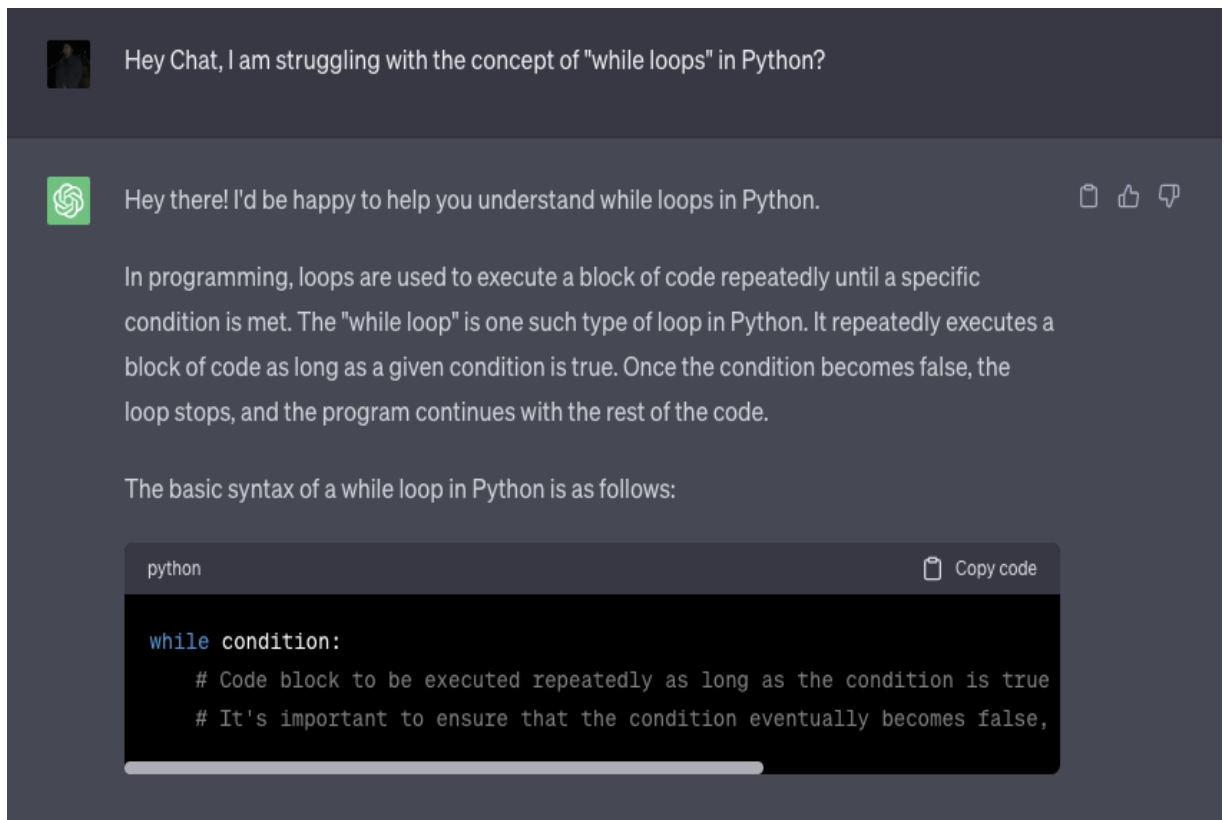 Hey Chat, I am struggling with the concept of "while loops" in Python?
Hey there! I'd be happy to help you understand while loops in Python.
In programming, loops are used to execute a block of code repeatedly until a specific
condition is met. The "while loop" is one such type of loop in Python. It repeatedly executes a
block of code as long as a given condition is true. Once the condition becomes false, the
loop stops, and the program continues with the rest of the code.
The basic syntax of a while loop in Python is as follows:
python Copy code
while condition:
    # Code block to be executed repeatedly as long as the condition is true
    # It's important to ensure that the condition eventually becomes false,